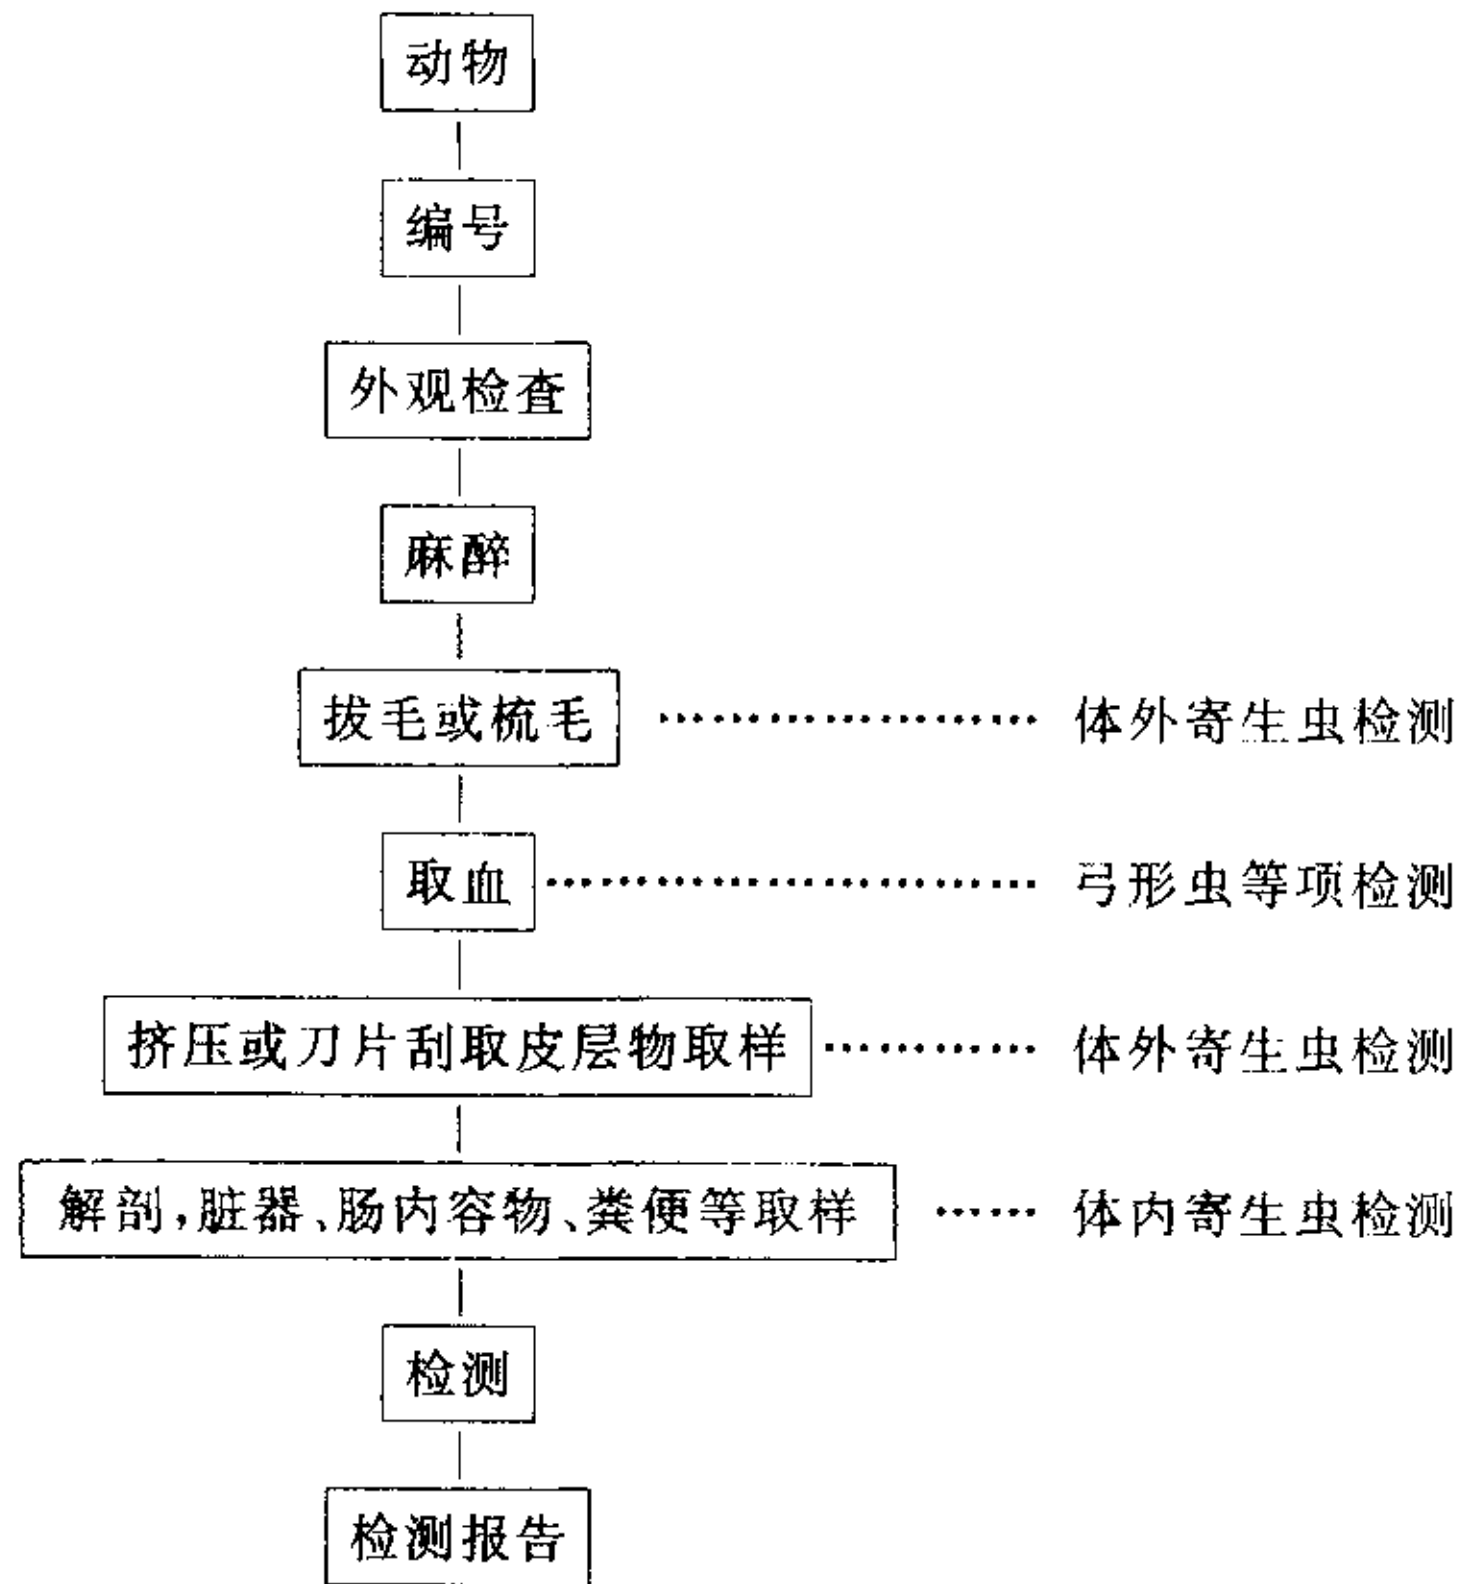 动物
编号
外观检查
麻醉
拔毛或梳毛 ………………… 体外寄生虫检测
取血 ……………………… 弓形虫等项检测
挤压或刀片刮取皮层物取样 ………… 体外寄生虫检测
解剖,脏器、肠内容物、粪便等取样 …… 体内寄生虫检测
检测
检测报告